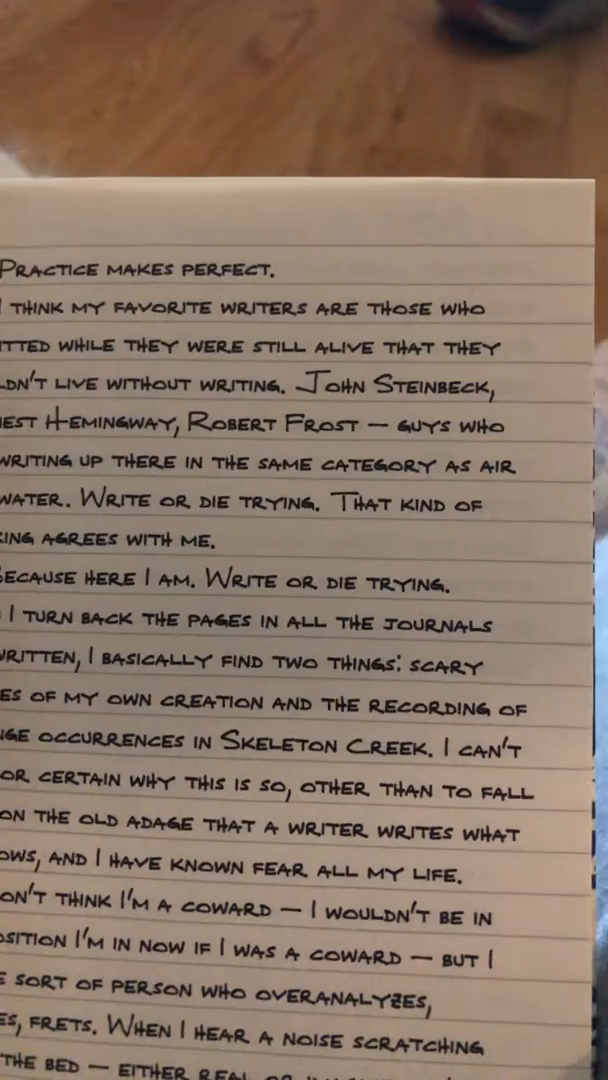 PRACTICE MAKES PERFECT.
I THINK MY FAVORITE WRITERS ARE THOSE WHO
ITTED WHILE THEY WERE STILL ALIVE THAT THEY
LDN'T LIVE WITHOUT WRITING. JOHN STEINBECK,
EST HEMINGWAY, ROBERT FROST — GUYS WHO
WRITING UP THERE IN THE SAME CATEGORY AS AIR
WATER. WRITE OR DIE TRYING. THAT KIND OF
KING AGREES WITH ME.
BECAUSE HERE I AM. WRITE OR DIE TRYING.
I TURN BACK THE PAGES IN ALL THE JOURNALS
WRITTEN, I BASICALLY FIND TWO THINGS: SCARY
ES OF MY OWN CREATION AND THE RECORDING OF
NGE OCCURRENCES IN SKELETON CREEK. I CAN'T
OR CERTAIN WHY THIS IS SO, OTHER THAN TO FALL
ON THE OLD ADAGE THAT A WRITER WRITES WHAT
OWS, AND I HAVE KNOWN FEAR ALL MY LIFE.
ON'T THINK I'M A COWARD — I WOULDN'T BE IN
OSITION I'M IN NOW IF I WAS A COWARD — BUT I
E SORT OF PERSON WHO OVERANALYZES,
ES, FRETS. WHEN I HEAR A NOISE SCRATCHING
THE BED — EITHER REAL OR